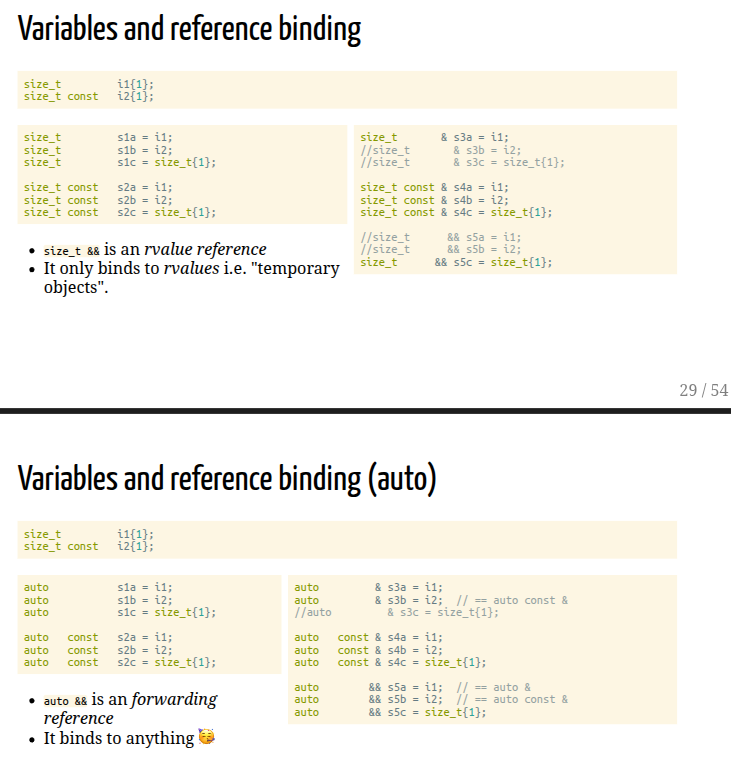 Variables and reference binding
size_t         i1{1};
size_t const   i2{1};
size_t         s1a = i1;
size_t         s1b = i2;
size_t         s1c = size_t{1};
size_t const   s2a = i1;
size_t const   s2b = i2;
size_t const   s2c = size_t{1};
• size_t && is an rvalue reference
• It only binds to rvalues i.e. "temporary
objects".
size_t       & s3a = i1;
//size_t       & s3b = i2;
//size_t       & s3c = size_t{1};
size_t const & s4a = i1;
size_t const & s4b = i2;
size_t const & s4c = size_t{1};
//size_t      && s5a = i1;
//size_t      && s5b = i2;
size_t      && s5c = size_t{1};
29 / 54
Variables and reference binding (auto)
size_t         i1{1};
size_t const   i2{1};
auto           s1a = i1;
auto           s1b = i2;
auto           s1c = size_t{1};
auto   const   s2a = i1;
auto   const   s2b = i2;
auto   const   s2c = size_t{1};
• auto && is an forwarding
reference
• It binds to anything 🥳
auto         & s3a = i1;
auto         & s3b = i2;  // == auto const &
//auto         & s3c = size_t{1};
auto   const & s4a = i1;
auto   const & s4b = i2;
auto   const & s4c = size_t{1};
auto        && s5a = i1;  // == auto &
auto        && s5b = i2;  // == auto const &
auto        && s5c = size_t{1};